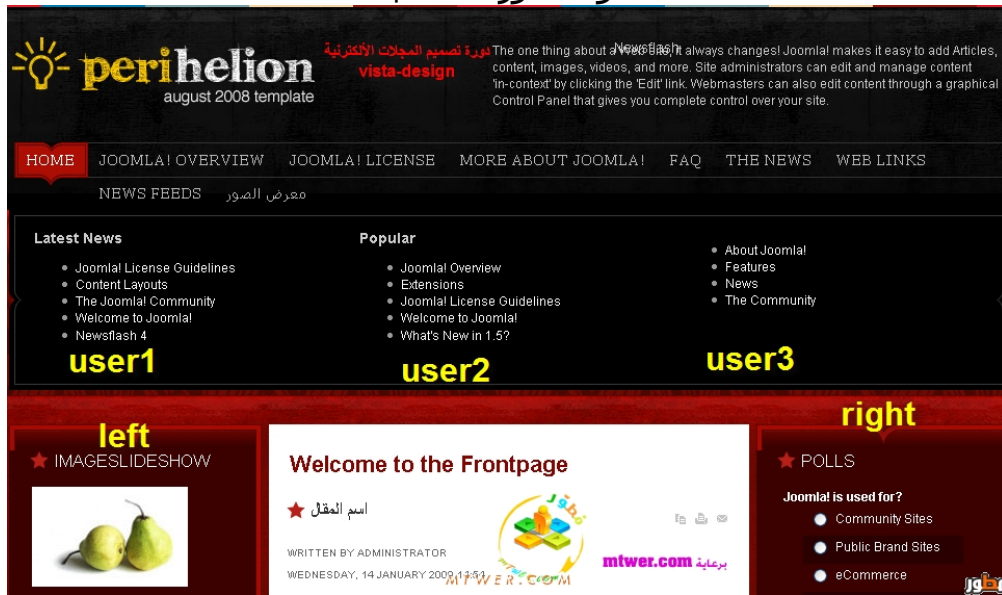 perihelion
august 2008 template
دورة تصميم المجلات الألكترنية
vista-design
Newsflash
The one thing about a Web site, it always changes! Joomla! makes it easy to add Articles,
content, images, videos, and more. Site administrators can edit and manage content
'in-context' by clicking the 'Edit' link. Webmasters can also edit content through a graphical
Control Panel that gives you complete control over your site.
HOME JOOMLA! OVERVIEW JOOMLA! LICENSE MORE ABOUT JOOMLA! FAQ THE NEWS WEB LINKS
NEWS FEEDS معرض الصور
Latest News
Joomla! License Guidelines
Content Layouts
The Joomla! Community
Welcome to Joomla!
Newsflash 4
user1
Popular
Joomla! Overview
Extensions
Joomla! License Guidelines
Welcome to Joomla!
What's New in 1.5?
user2
About Joomla!
Features
News
The Community
user3
left
IMAGESLIDESHOW
Welcome to the Frontpage
اسم المقال
WRITTEN BY ADMINISTRATOR
WEDNESDAY, 14 JANUARY 2009
مطور
MTWER.COM
برعاية mtwer.com
right
POLLS
Joomla! is used for?
Community Sites
Public Brand Sites
eCommerce
مطور